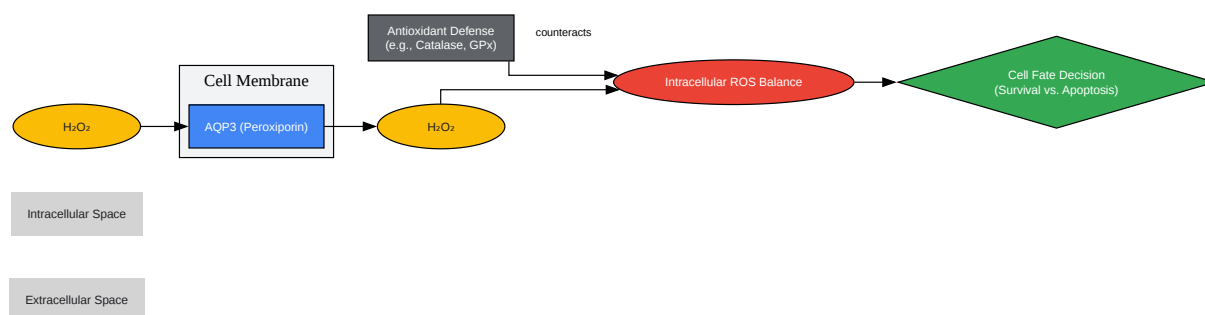 Antioxidant Defense
(e.g., Catalase, GPx)
counteracts
Cell Membrane
H₂O₂
AQP3 (Peroxiporin)
H₂O₂
Intracellular ROS Balance
Cell Fate Decision
(Survival vs. Apoptosis)
Intracellular Space
Extracellular Space